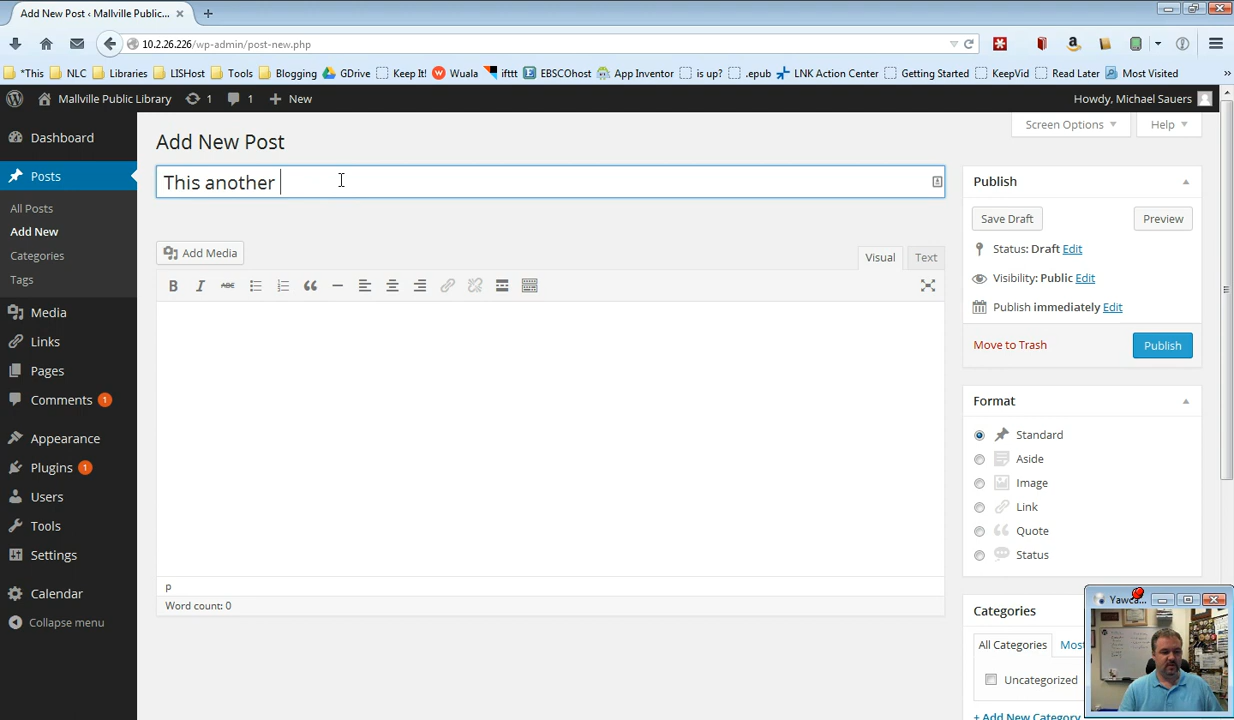 Add New Post ‹ Mallville Public...
10.2.26.226/wp-admin/post-new.php
*This NLC Libraries LISHost Tools Blogging GDrive Keep It! Wuala ifttt EBSCOhost App Inventor is up? .epub LNK Action Center Getting Started KeepVid Read Later Most Visited »
Mallville Public Library 1 1 + New Howdy, Michael Sauers
Screen Options Help
Dashboard
Posts
All Posts
Add New
Categories
Tags
Media
Links
Pages
Comments 1
Appearance
Plugins 1
Users
Tools
Settings
Calendar
Collapse menu
Add New Post
This another
Add Media
Visual Text
B I ABC
p
Word count: 0
Publish
Save Draft Preview
Status: Draft Edit
Visibility: Public Edit
Publish immediately Edit
Move to Trash Publish
Format
Standard
Aside
Image
Link
Quote
Status
Categories
All Categories Mos
Uncategorized
+ Add New Category
Yawc...